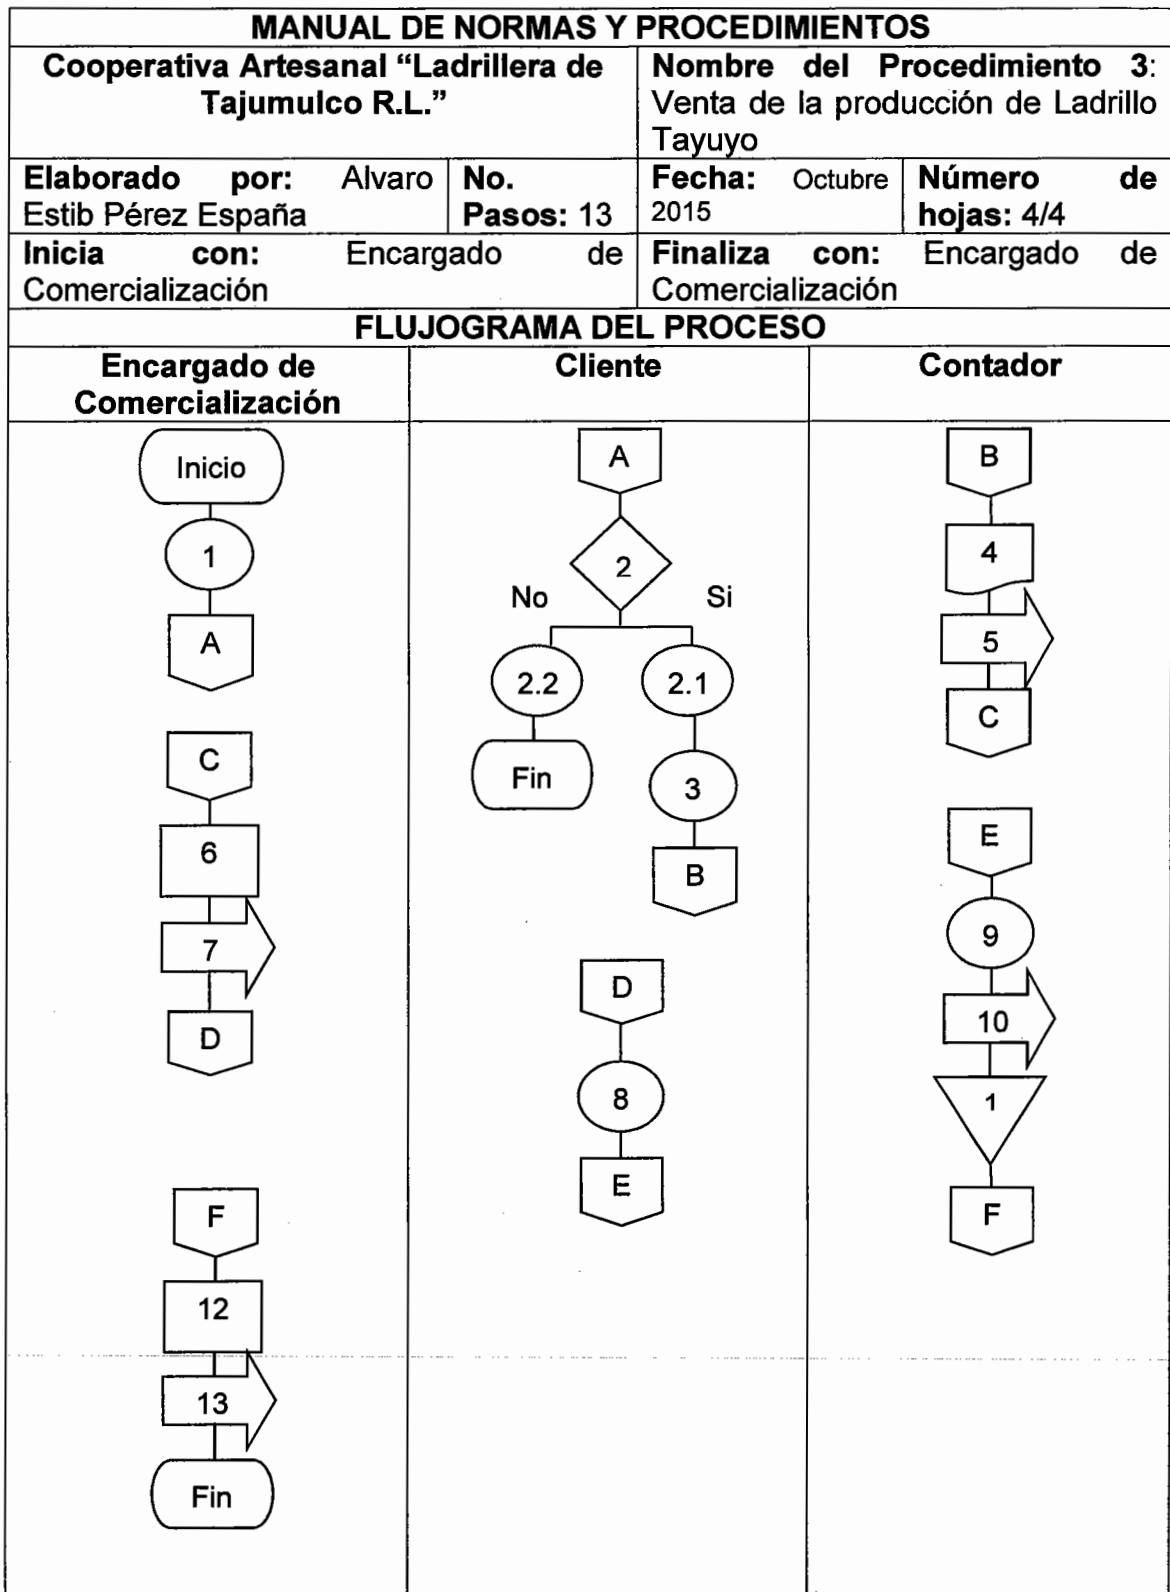 MANUAL DE NORMAS Y PROCEDIMIENTOS
Cooperativa Artesanal “Ladrillera de
Tajumulco R.L.”
Nombre del Procedimiento 3:
Venta de la producción de Ladrillo
Tayuyo
Elaborado por: Alvaro
Estib Pérez España
No.
Pasos: 13
Fecha: Octubre
2015
Número de
hojas: 4/4
Inicia con: Encargado de
Comercialización
Finaliza con: Encargado de
Comercialización
FLUJOGRAMA DEL PROCESO
Encargado de
Comercialización
Cliente
Contador
Inicio
1
A
C
6
7
D
F
12
13
Fin
A
2
No
Si
2.2
2.1
Fin
3
B
D
8
E
B
4
5
C
E
9
10
1
F